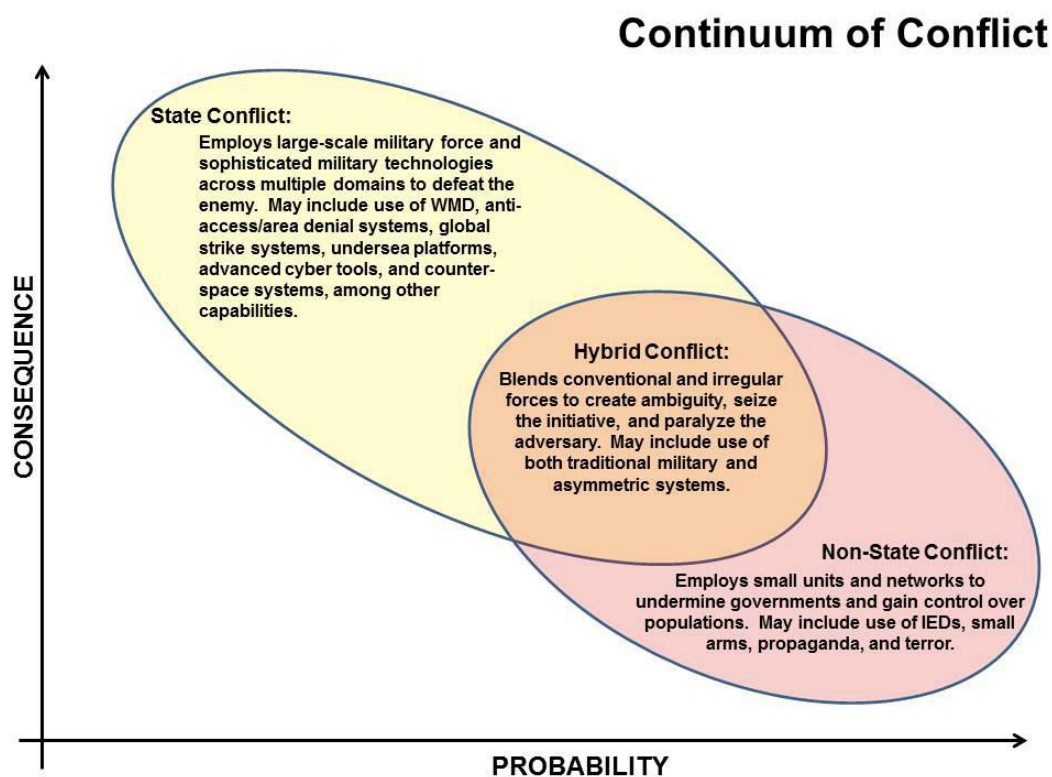 Continuum of Conflict
State Conflict:
Employs large-scale military force and
sophisticated military technologies
across multiple domains to defeat the
enemy. May include use of WMD, anti-
access/area denial systems, global
strike systems, undersea platforms,
advanced cyber tools, and counter-
space systems, among other
capabilities.
CONSEQUENCE
Hybrid Conflict:
Blends conventional and irregular
forces to create ambiguity, seize
the initiative, and paralyze the
adversary. May include use of
both traditional military and
asymmetric systems.
Non-State Conflict:
Employs small units and networks to
undermine governments and gain control over
populations. May include use of IEDs, small
arms, propaganda, and terror.
PROBABILITY